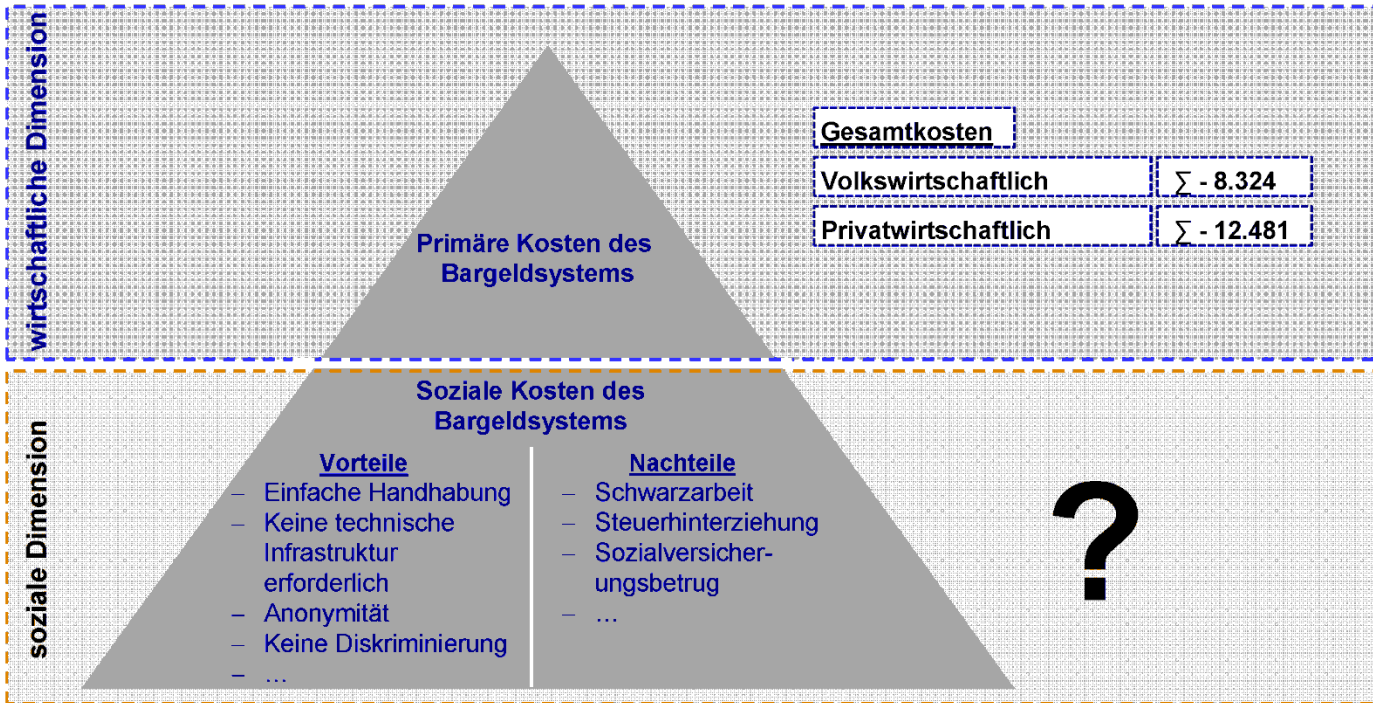 wirtschaftliche Dimension
Primäre Kosten des
Bargeldsystems
Gesamtkosten
Volkswirtschaftlich ∑ - 8.324
Privatwirtschaftlich ∑ - 12.481
soziale Dimension
Soziale Kosten des
Bargeldsystems
Vorteile
– Einfache Handhabung
– Keine technische
Infrastruktur
erforderlich
– Anonymität
– Keine Diskriminierung
– …
Nachteile
– Schwarzarbeit
– Steuerhinterziehung
– Sozialversicher-
ungsbetrug
– …
?